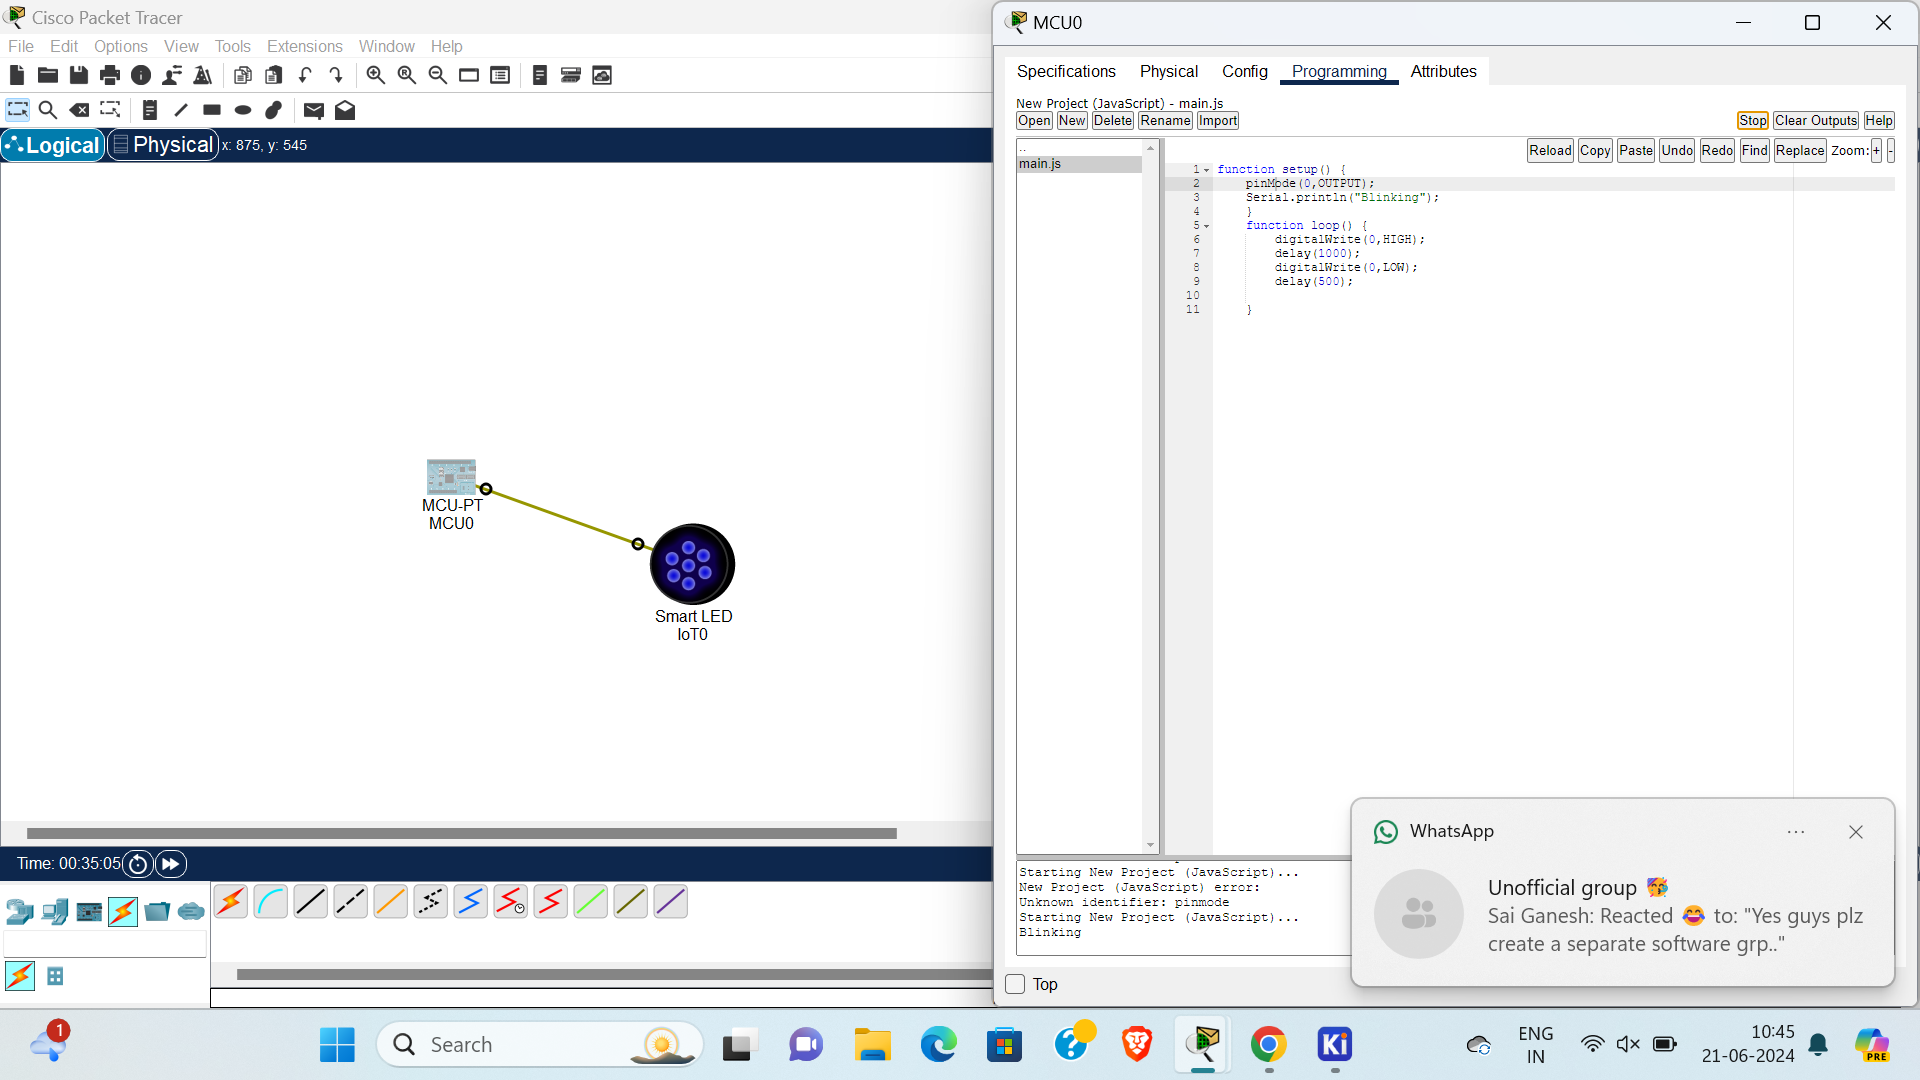 Cisco Packet Tracer
File Edit Options View Tools Extensions Window Help
Logical Physical x: 875, y: 545
MCU-PT
MCU0
Smart LED
IoT0
Time: 00:35:05
MCU0
Specifications Physical Config Programming Attributes
New Project (JavaScript) - main.js
Open New Delete Rename Import Stop Clear Outputs Help
Reload Copy Paste Undo Redo Find Replace Zoom: + -
..
main.js
1 function setup() {
2 pinMode(0,OUTPUT);
3 Serial.println("Blinking");
4 }
5 function loop() {
6 digitalWrite(0,HIGH);
7 delay(1000);
8 digitalWrite(0,LOW);
9 delay(500);
10
11 }
Starting New Project (JavaScript)...
New Project (JavaScript) error:
Unknown identifier: pinmode
Starting New Project (JavaScript)...
Blinking
Top
WhatsApp
Unofficial group 🥳
Sai Ganesh: Reacted 😂 to: "Yes guys plz
create a separate software grp.."
1
Search
Ki
ENG
IN
10:45
21-06-2024
PRE